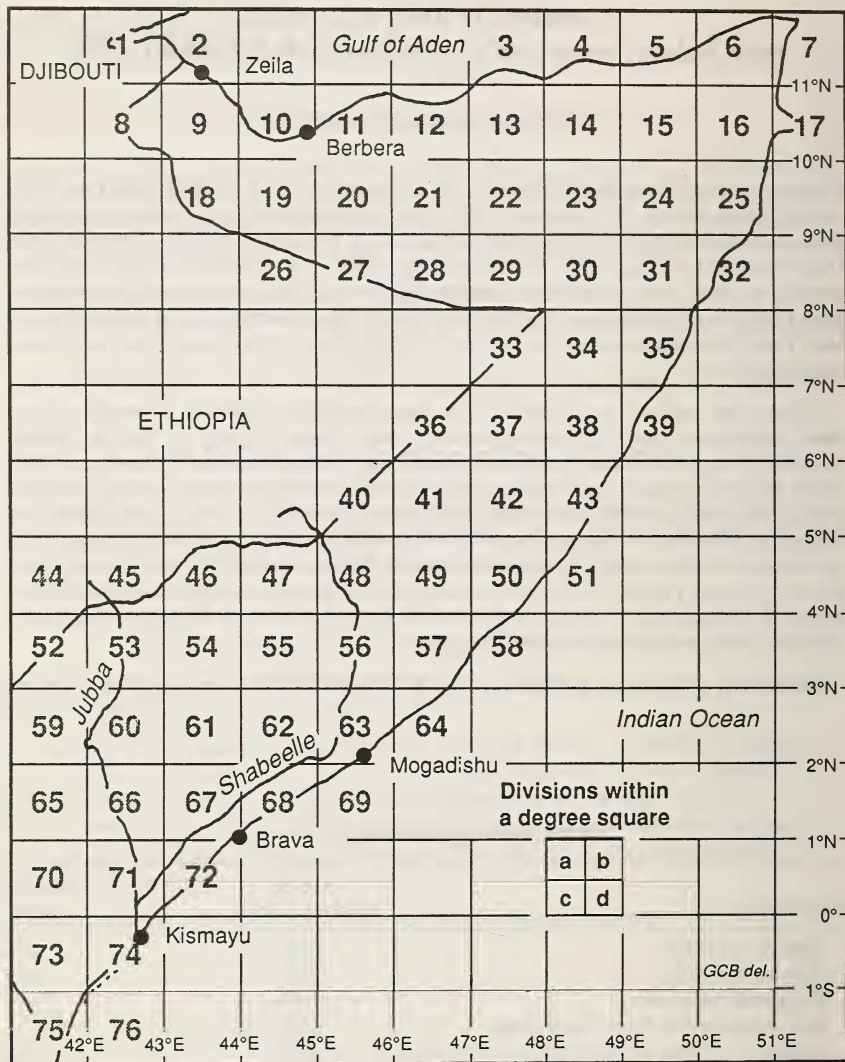 1 2 Gulf of Aden 3 4 5 6 7
DJIBOUTI Zeila
11°N
8 9 10 11 12 13 14 15 16 17
Berbera
10°N
18 19 20 21 22 23 24 25
9°N
26 27 28 29 30 31 32
8°N
33 34 35
7°N
ETHIOPIA 36 37 38 39
6°N
40 41 42 43
5°N
44 45 46 47 48 49 50 51
4°N
52 53 54 55 56 57 58
Jubba
3°N
59 60 61 62 63 64 Indian Ocean
Shabeelle
Mogadishu 2°N
65 66 67 68 69
Divisions within
a degree square
Brava 1°N
a b
70 71 72
c d
0°
Kismayu
73 74 GCB del.
1°S
75 76
42°E 43°E 44°E 45°E 46°E 47°E 48°E 49°E 50°E 51°E